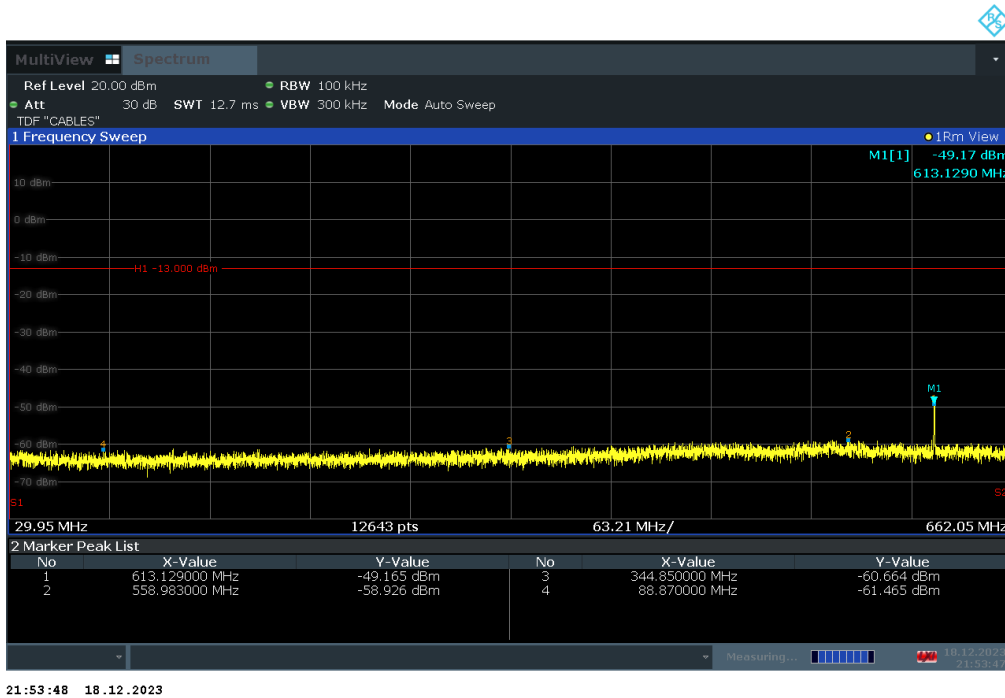 R S
MultiView Spectrum
Ref Level 20.00 dBm RBW 100 kHz
Att 30 dB SWT 12.7 ms VBW 300 kHz Mode Auto Sweep
TDF "CABLES"
1 Frequency Sweep 1Rm View
M1[1] -49.17 dBm
613.1290 MHz
10 dBm
0 dBm
-10 dBm
H1 -13.000 dBm
-20 dBm
-30 dBm
-40 dBm
M1
-50 dBm
2
3
4
-60 dBm
-70 dBm
S1 S2
29.95 MHz 12643 pts 63.21 MHz/ 662.05 MHz
2 Marker Peak List
No X-Value Y-Value No X-Value Y-Value
1 613.129000 MHz -49.165 dBm 3 344.850000 MHz -60.664 dBm
2 558.983000 MHz -58.926 dBm 4 88.870000 MHz -61.465 dBm
Measuring... 18.12.2023
21:53:47
21:53:48 18.12.2023